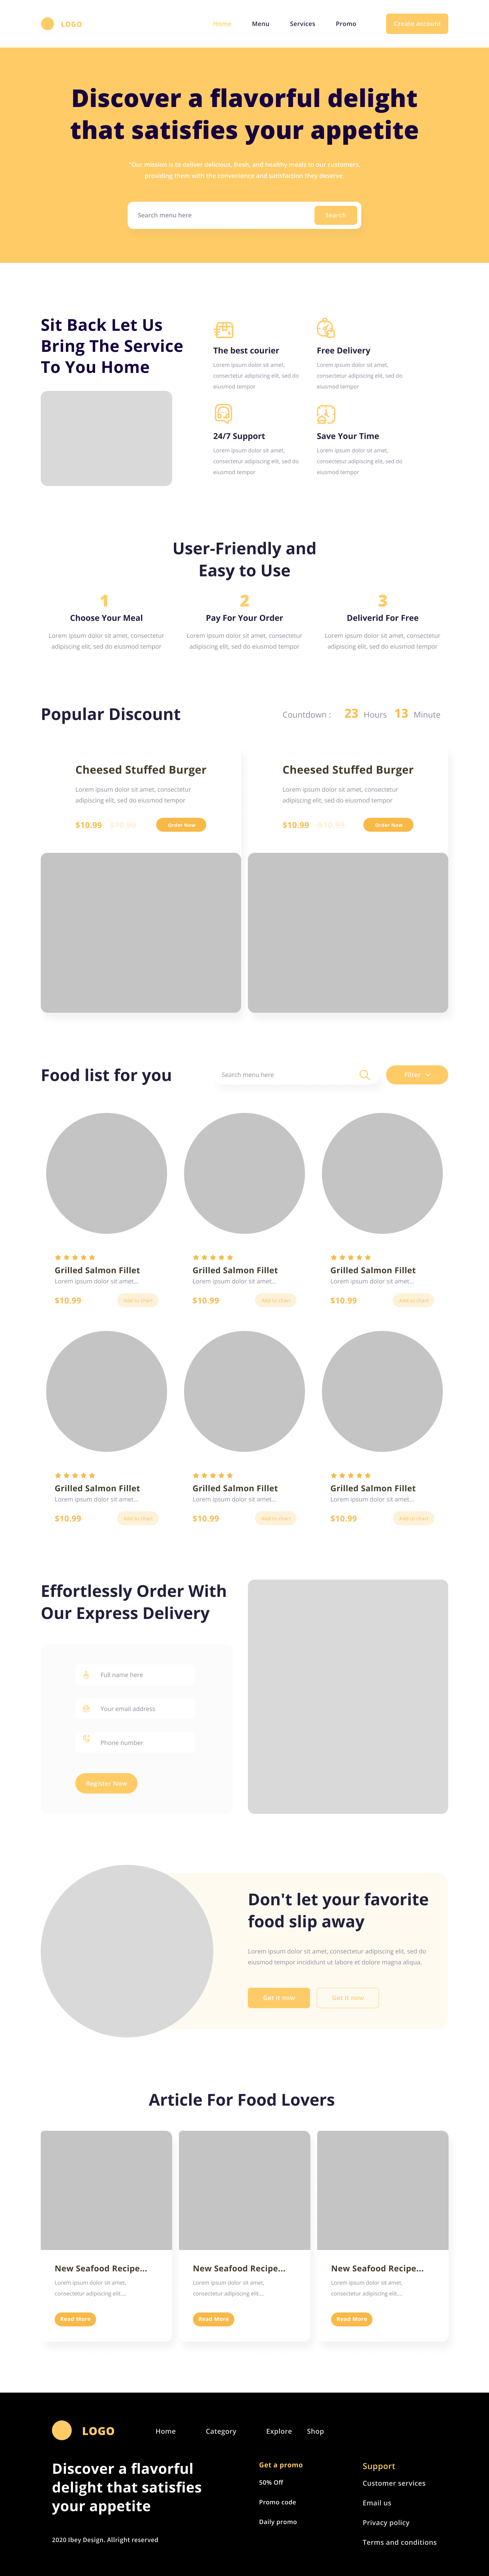 LOGO
Home Menu Services Promo Create account
Discover a flavorful delight
that satisfies your appetite
"Our mission is to deliver delicious, fresh, and healthy meals to our customers,
providing them with the convenience and satisfaction they deserve.
Search menu here Search
Sit Back Let Us
Bring The Service
To You Home
The best courier
Lorem ipsum dolor sit amet,
consectetur adipiscing elit, sed do
eiusmod tempor
Free Delivery
Lorem ipsum dolor sit amet,
consectetur adipiscing elit, sed do
eiusmod tempor
24/7 Support
Lorem ipsum dolor sit amet,
consectetur adipiscing elit, sed do
eiusmod tempor
Save Your Time
Lorem ipsum dolor sit amet,
consectetur adipiscing elit, sed do
eiusmod tempor
User-Friendly and
Easy to Use
1
Choose Your Meal
Lorem ipsum dolor sit amet, consectetur
adipiscing elit, sed do eiusmod tempor
2
Pay For Your Order
Lorem ipsum dolor sit amet, consectetur
adipiscing elit, sed do eiusmod tempor
3
Deliverid For Free
Lorem ipsum dolor sit amet, consectetur
adipiscing elit, sed do eiusmod tempor
Popular Discount
Countdown : 23 Hours 13 Minute
Cheesed Stuffed Burger
Lorem ipsum dolor sit amet, consectetur
adipiscing elit, sed do eiusmod tempor
$10.99 $10.99 Order Now
Cheesed Stuffed Burger
Lorem ipsum dolor sit amet, consectetur
adipiscing elit, sed do eiusmod tempor
$10.99 $10.99 Order Now
Food list for you
Search menu here
Filter
Grilled Salmon Fillet
Lorem ipsum dolor sit amet...
$10.99 Add to chart
Grilled Salmon Fillet
Lorem ipsum dolor sit amet...
$10.99 Add to chart
Grilled Salmon Fillet
Lorem ipsum dolor sit amet...
$10.99 Add to chart
Grilled Salmon Fillet
Lorem ipsum dolor sit amet...
$10.99 Add to chart
Grilled Salmon Fillet
Lorem ipsum dolor sit amet...
$10.99 Add to chart
Grilled Salmon Fillet
Lorem ipsum dolor sit amet...
$10.99 Add to chart
Effortlessly Order With
Our Express Delivery
Full name here
Your email address
Phone number
Register Now
Don't let your favorite
food slip away
Lorem ipsum dolor sit amet, consectetur adipiscing elit, sed do
eiusmod tempor incididunt ut labore et dolore magna aliqua.
Get it now Get it now
Article For Food Lovers
New Seafood Recipe...
Lorem ipsum dolor sit amet,
consectetur adipiscing elit....
Read More
New Seafood Recipe...
Lorem ipsum dolor sit amet,
consectetur adipiscing elit....
Read More
New Seafood Recipe...
Lorem ipsum dolor sit amet,
consectetur adipiscing elit....
Read More
LOGO
Home Category Explore Shop
Discover a flavorful
delight that satisfies
your appetite
2020 Ibey Design. Allright reserved
Get a promo
50% Off
Promo code
Daily promo
Support
Customer services
Email us
Privacy policy
Terms and conditions